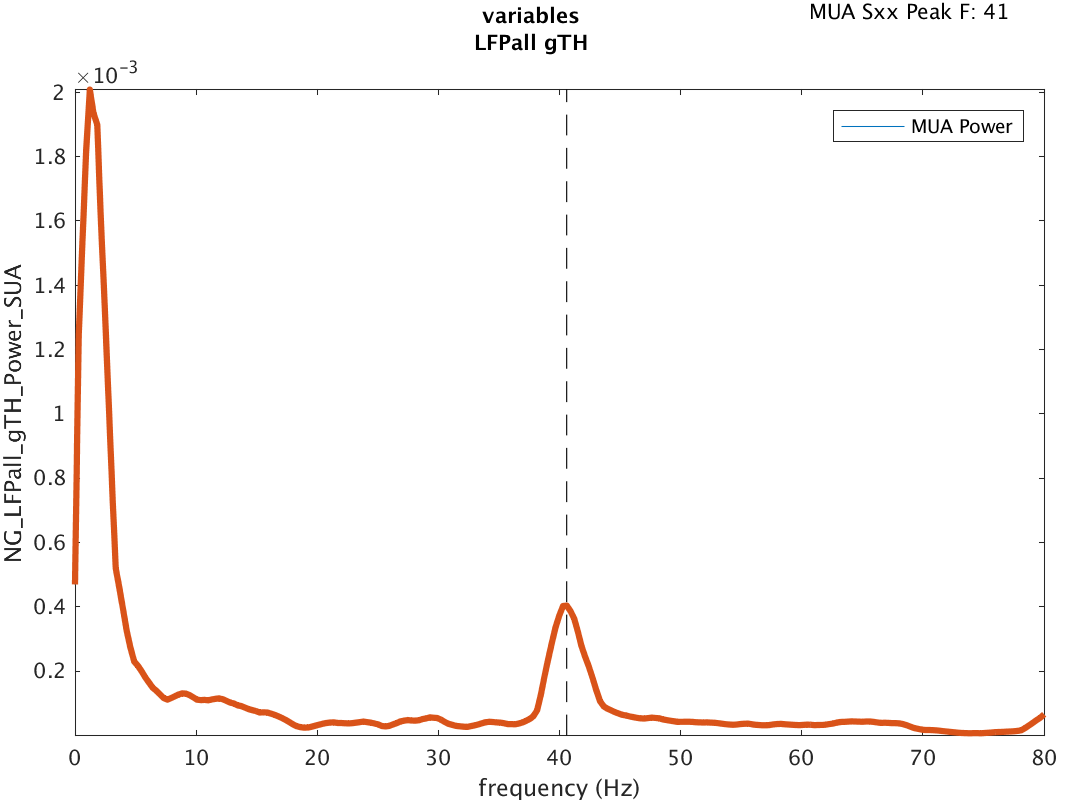 variables
LFPall gTH
MUA Sxx Peak F: 41
×10⁻³
2
1.8
1.6
1.4
1.2
1
0.8
0.6
0.4
0.2
NG_LFPall_gTH_Power_SUA
MUA Power
0 10 20 30 40 50 60 70 80
frequency (Hz)